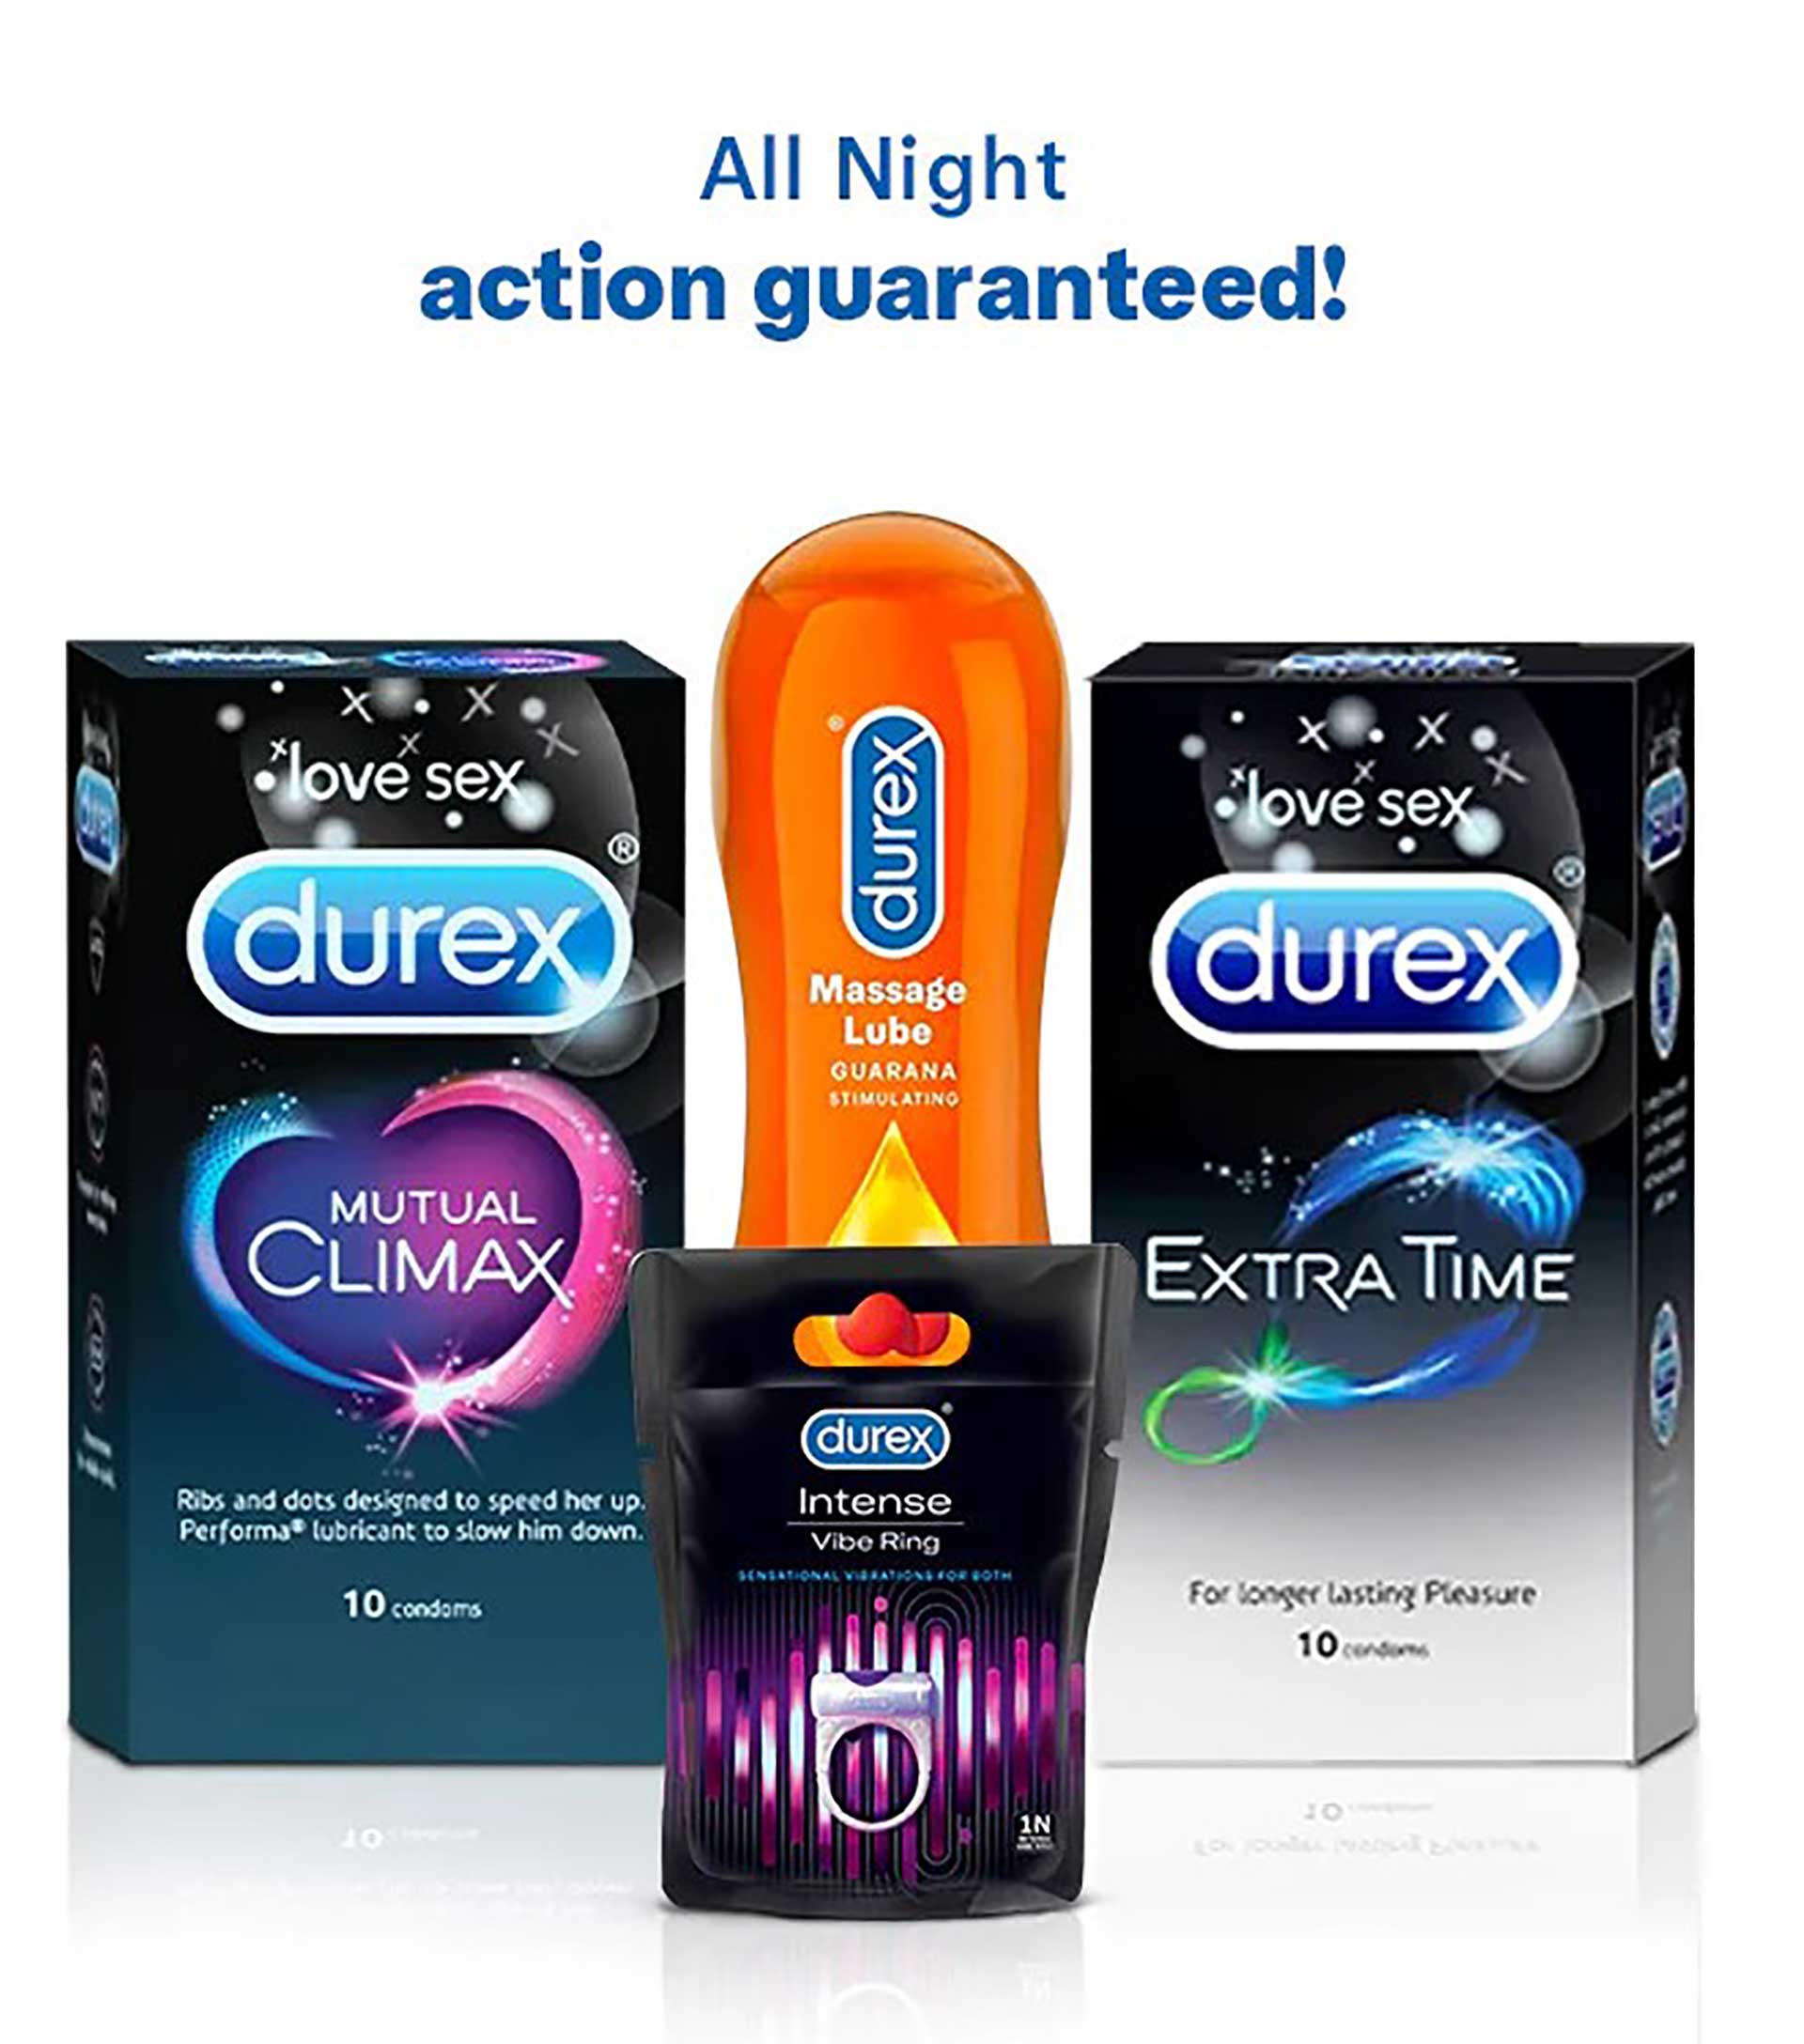 All Night
action guaranteed!
love sex
durex®
MUTUAL
CLIMAX
Ribs and dots designed to speed her up.
Performa® lubricant to slow him down.
10 condoms
durex®
Massage
Lube
GUARANA
STIMULATING
durex®
Intense
Vibe Ring
SENSATIONAL VIBRATIONS FOR BOTH
1N
love sex
durex®
EXTRA TIME
For longer lasting Pleasure
10 condoms